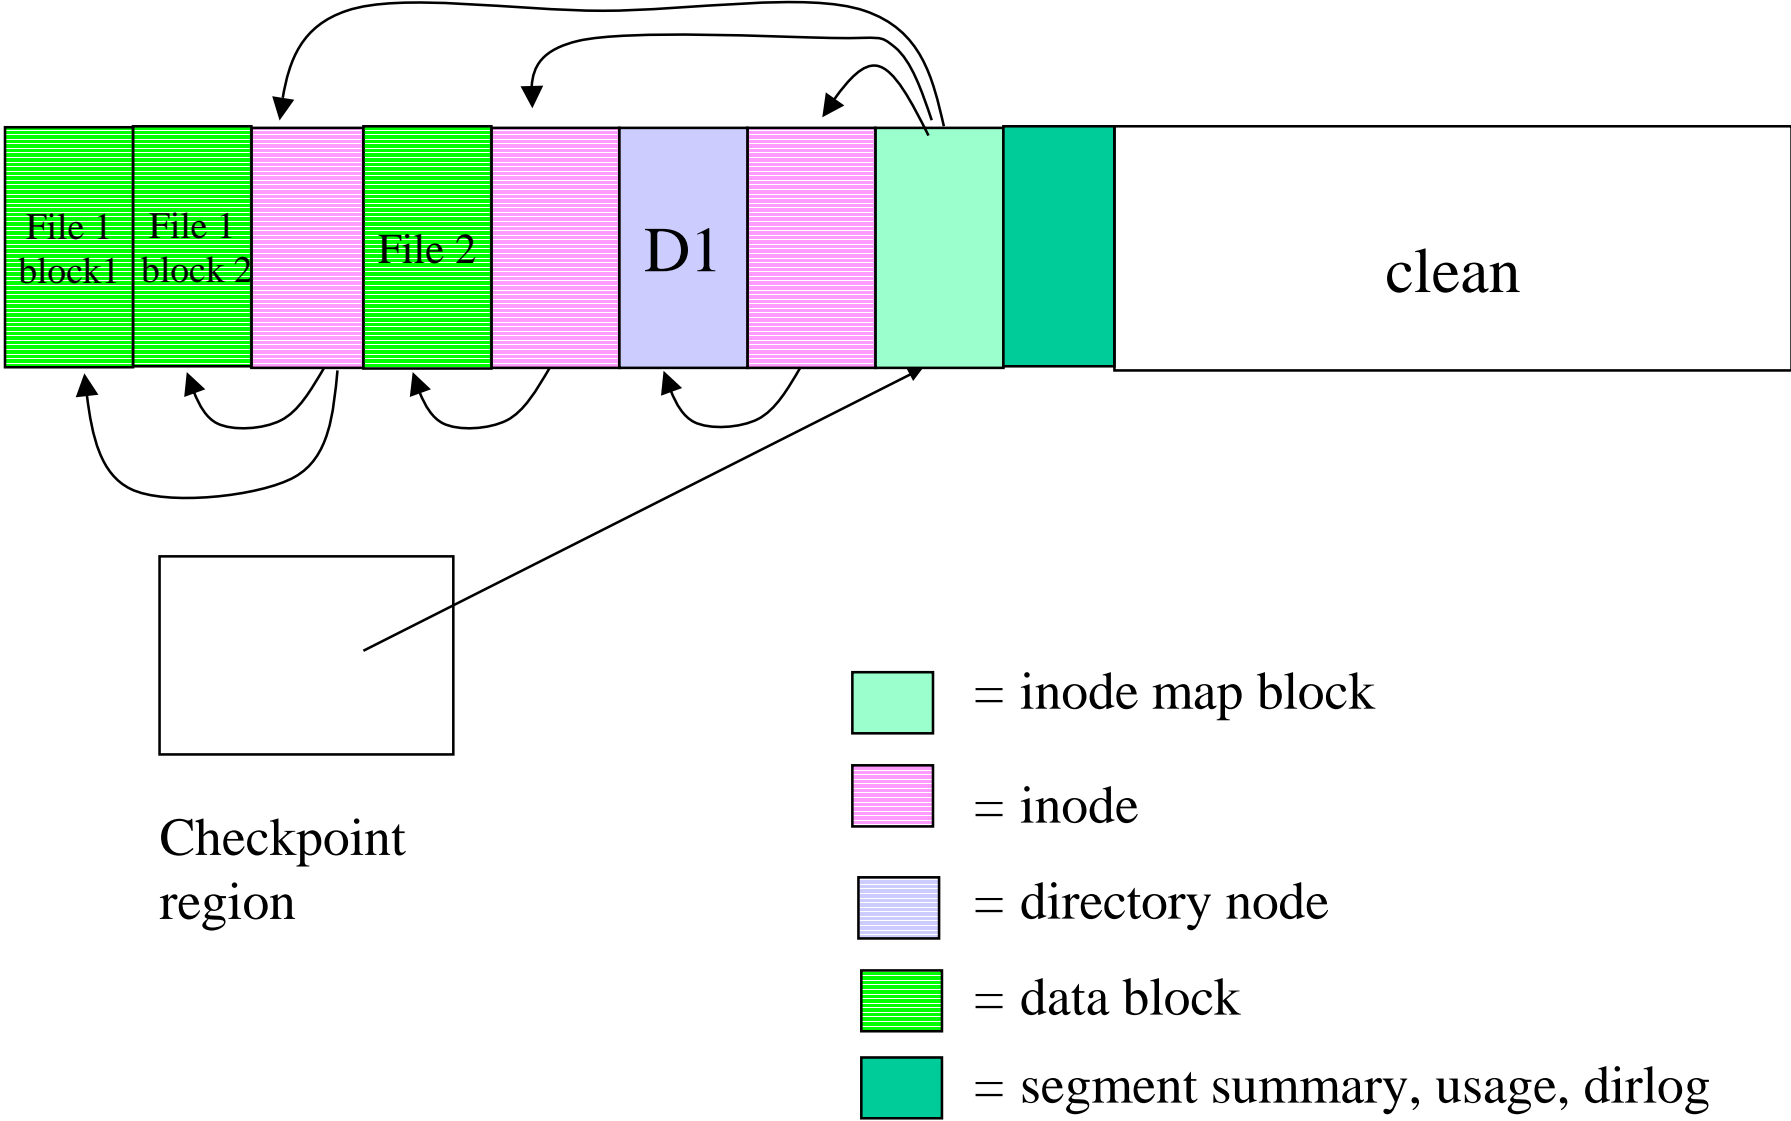 File 1
block1
File 1
block 2
File 2
D1
clean
Checkpoint
region
= inode map block
= inode
= directory node
= data block
= segment summary, usage, dirlog